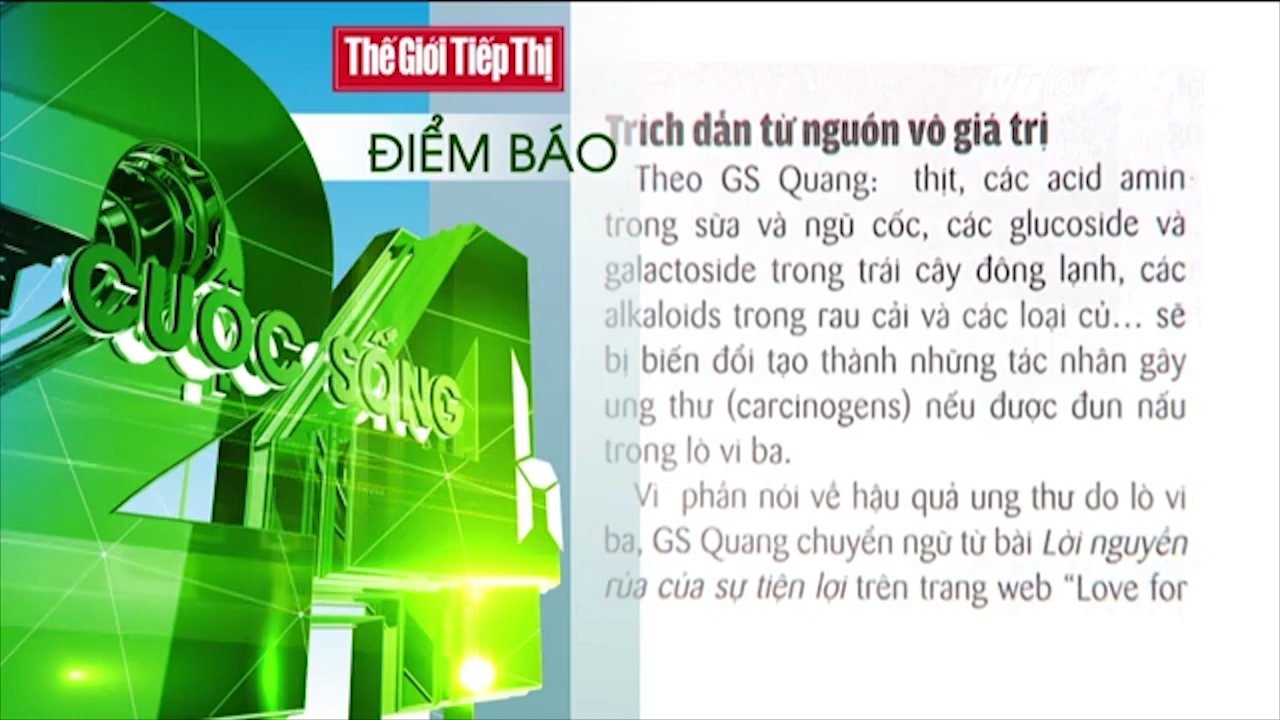 Thế Giới Tiếp Thị
ĐIỂM BÁO
CUỘC SỐNG
24h
Trích dẫn từ nguồn vô giá trị
Theo GS Quang: thịt, các acid amin
trong sữa và ngũ cốc, các glucoside và
galactoside trong trái cây đông lạnh, các
alkaloids trong rau cải và các loại củ... sẽ
bị biến đổi tạo thành những tác nhân gây
ung thư (carcinogens) nếu được đun nấu
trong lò vi ba.
Vì phần nói về hậu quả ung thư do lò vi
ba, GS Quang chuyển ngữ từ bài Lời nguyền
rủa của sự tiện lợi trên trang web “Love for